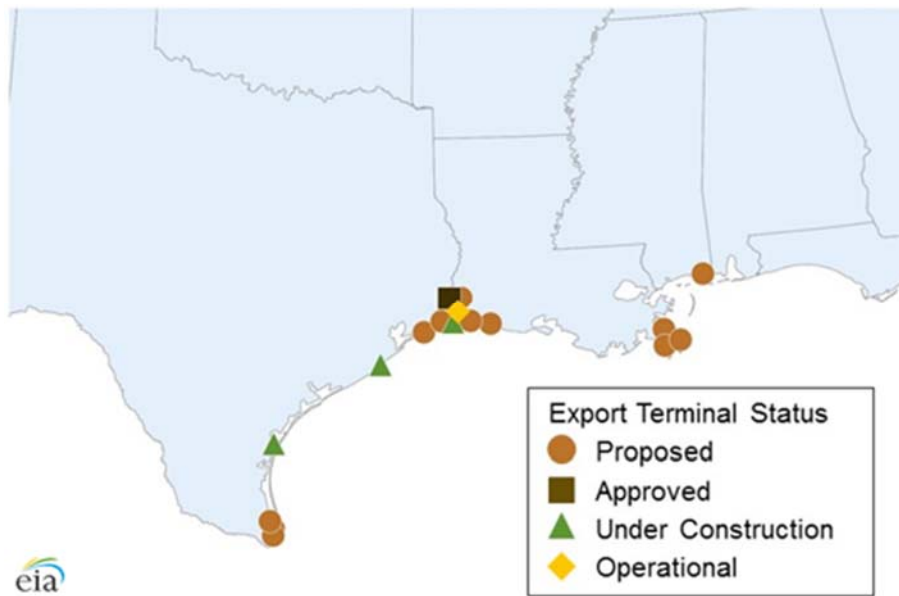 Export Terminal Status
Proposed
Approved
Under Construction
Operational
eia